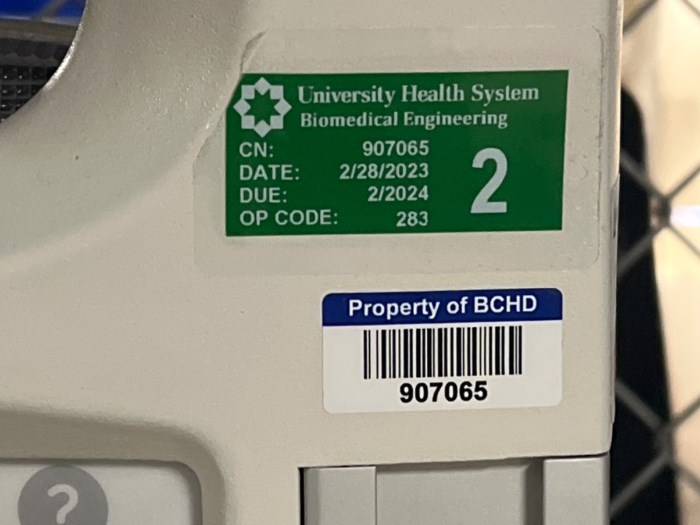 University Health System
Biomedical Engineering
CN: 907065
DATE: 2/28/2023
DUE: 2/2024
OP CODE: 283
2
Property of BCHD
907065
?